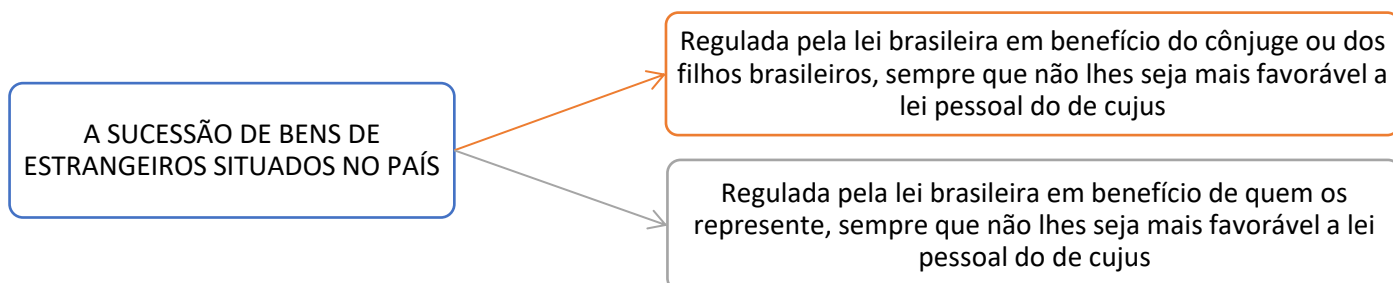 A SUCESSÃO DE BENS DE
ESTRANGEIROS SITUADOS NO PAÍS
Regulada pela lei brasileira em benefício do cônjuge ou dos
filhos brasileiros, sempre que não lhes seja mais favorável a
lei pessoal do de cujus
Regulada pela lei brasileira em benefício de quem os
represente, sempre que não lhes seja mais favorável a lei
pessoal do de cujus